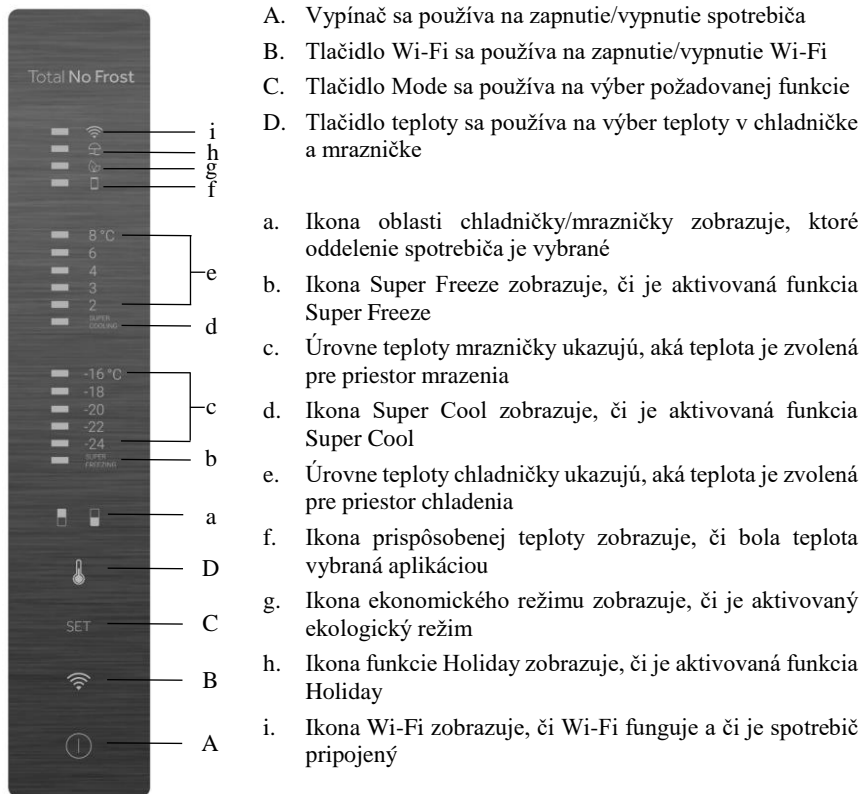 Total No Frost
i
h
g
f
8 °C
6
4
3
2
e
SUPER
COOLING
d
-16 °C
-18
-20
-22
-24
c
SUPER
FREEZING
b
a
D
SET
C
B
A
A. Vypínač sa používa na zapnutie/vypnutie spotrebiča
B. Tlačidlo Wi-Fi sa používa na zapnutie/vypnutie Wi-Fi
C. Tlačidlo Mode sa používa na výber požadovanej funkcie
D. Tlačidlo teploty sa používa na výber teploty v chladničke
a mrazničke
a. Ikona oblasti chladničky/mrazničky zobrazuje, ktoré
oddelenie spotrebiča je vybrané
b. Ikona Super Freeze zobrazuje, či je aktivovaná funkcia
Super Freeze
c. Úrovne teploty mrazničky ukazujú, aká teplota je zvolená
pre priestor mrazenia
d. Ikona Super Cool zobrazuje, či je aktivovaná funkcia
Super Cool
e. Úrovne teploty chladničky ukazujú, aká teplota je zvolená
pre priestor chladenia
f. Ikona prispôsobenej teploty zobrazuje, či bola teplota
vybraná aplikáciou
g. Ikona ekonomického režimu zobrazuje, či je aktivovaný
ekologický režim
h. Ikona funkcie Holiday zobrazuje, či je aktivovaná funkcia
Holiday
i. Ikona Wi-Fi zobrazuje, či Wi-Fi funguje a či je spotrebič
pripojený